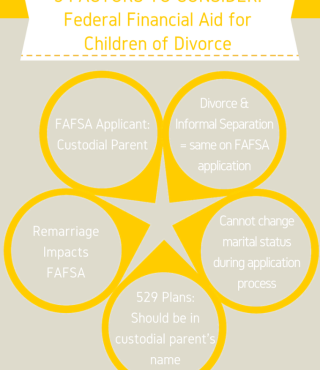 FACTORS TO CONSIDER:
Federal Financial Aid for
Children of Divorce
FAFSA Applicant:
Custodial Parent
Divorce &
Informal Separation
= same on FAFSA
application
Remarriage
Impacts
FAFSA
Cannot change
marital status
during application
process
529 Plans:
Should be in
custodial parent's
name